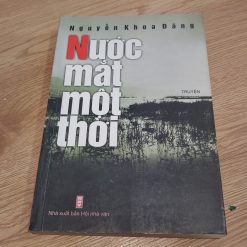 Nguyễn Khoa Đăng
Nước
mắt
một
thời
TRUYỆN
Nhà xuất bản Hội nhà văn